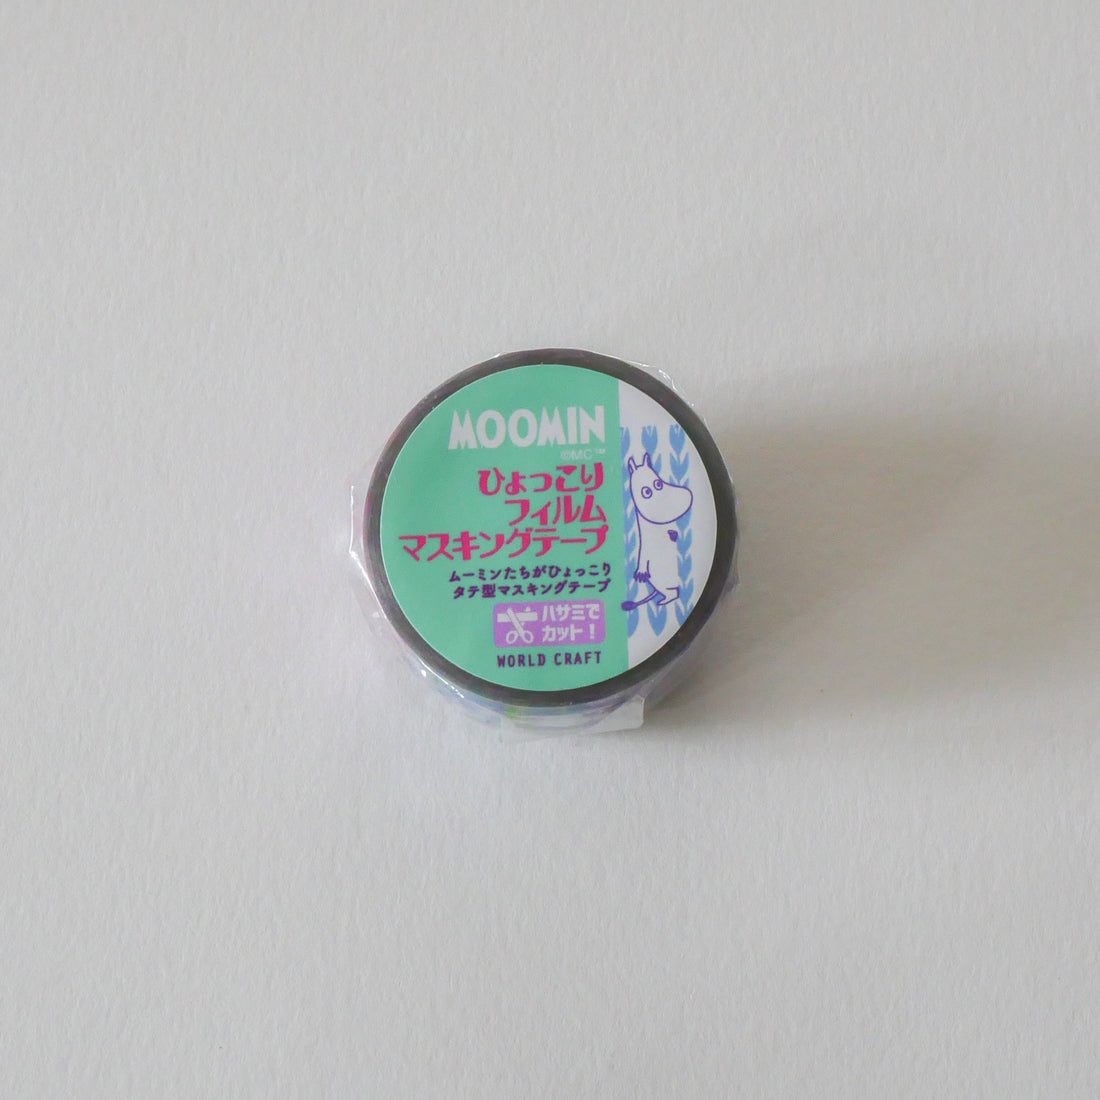 MOOMIN
©MC™
ひょっこり
フィルム
マスキングテープ
ムーミンたちがひょっこり
タテ型マスキングテープ
ハサミで
カット！
WORLD CRAFT